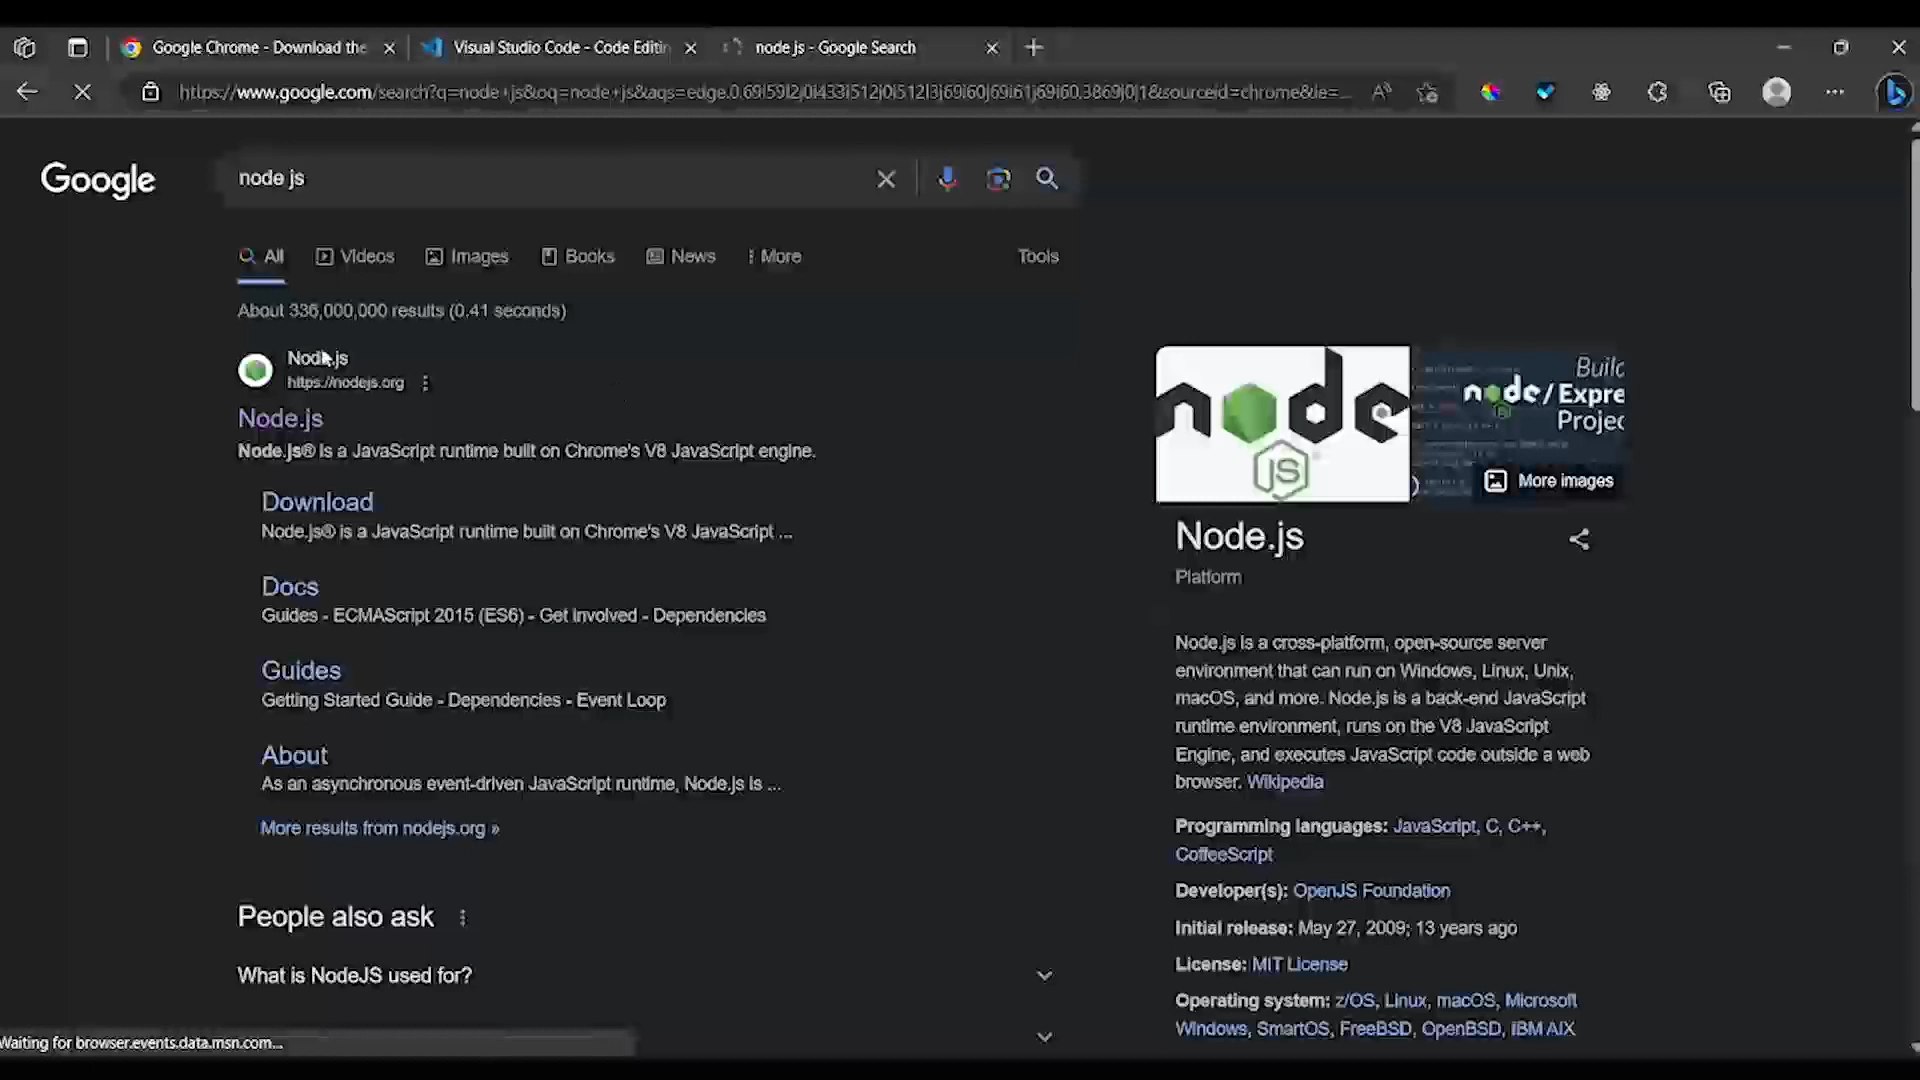 Google Chrome - Download the
Visual Studio Code - Code Editin
node js - Google Search
https://www.google.com/search?q=node+js&oq=node+js&aqs=edge.0.69i59l2j0i433i512j0i512l3j69i60j69i61j69i60.3869j0j1&sourceid=chrome&ie=...
Google
node js
All
Videos
Images
Books
News
More
Tools
About 336,000,000 results (0.41 seconds)
Node.js
https://nodejs.org
Node.js
Node.js® is a JavaScript runtime built on Chrome's V8 JavaScript engine.
Download
Node.js® is a JavaScript runtime built on Chrome's V8 JavaScript ...
Docs
Guides - ECMAScript 2015 (ES6) - Get Involved - Dependencies
Guides
Getting Started Guide - Dependencies - Event Loop
About
As an asynchronous event-driven JavaScript runtime, Node.js is ...
More results from nodejs.org »
People also ask
What is NodeJS used for?
Waiting for browser.events.data.msn.com...
node
JS
Build
node/Expre
Projec
More images
Node.js
Platform
Node.js is a cross-platform, open-source server
environment that can run on Windows, Linux, Unix,
macOS, and more. Node.js is a back-end JavaScript
runtime environment, runs on the V8 JavaScript
Engine, and executes JavaScript code outside a web
browser. Wikipedia
Programming languages: JavaScript, C, C++,
CoffeeScript
Developer(s): OpenJS Foundation
Initial release: May 27, 2009; 13 years ago
License: MIT License
Operating system: z/OS, Linux, macOS, Microsoft
Windows, SmartOS, FreeBSD, OpenBSD, IBM AIX